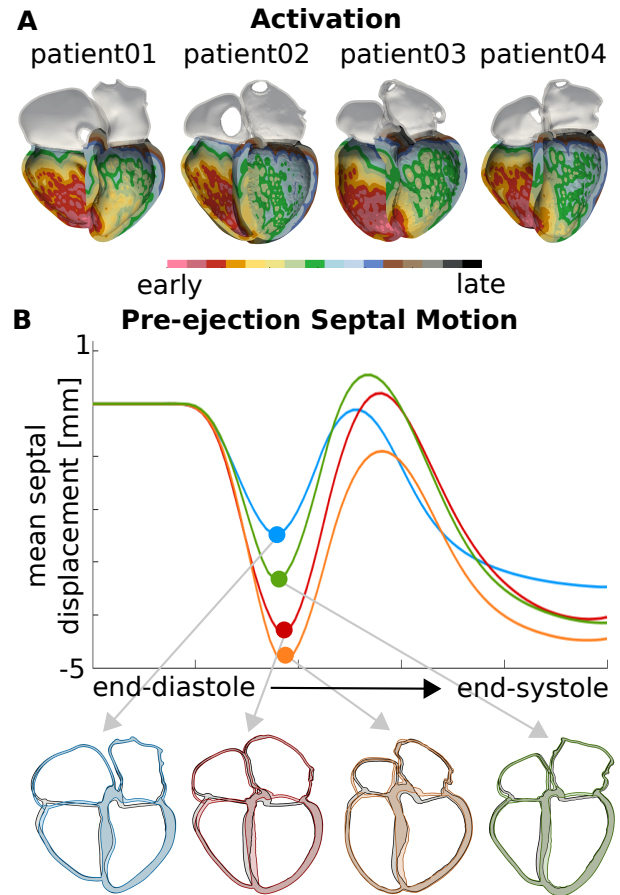 A
Activation
patient01 patient02 patient03 patient04
early late
B
Pre-ejection Septal Motion
1
mean septal
displacement [mm]
-5
end-diastole end-systole